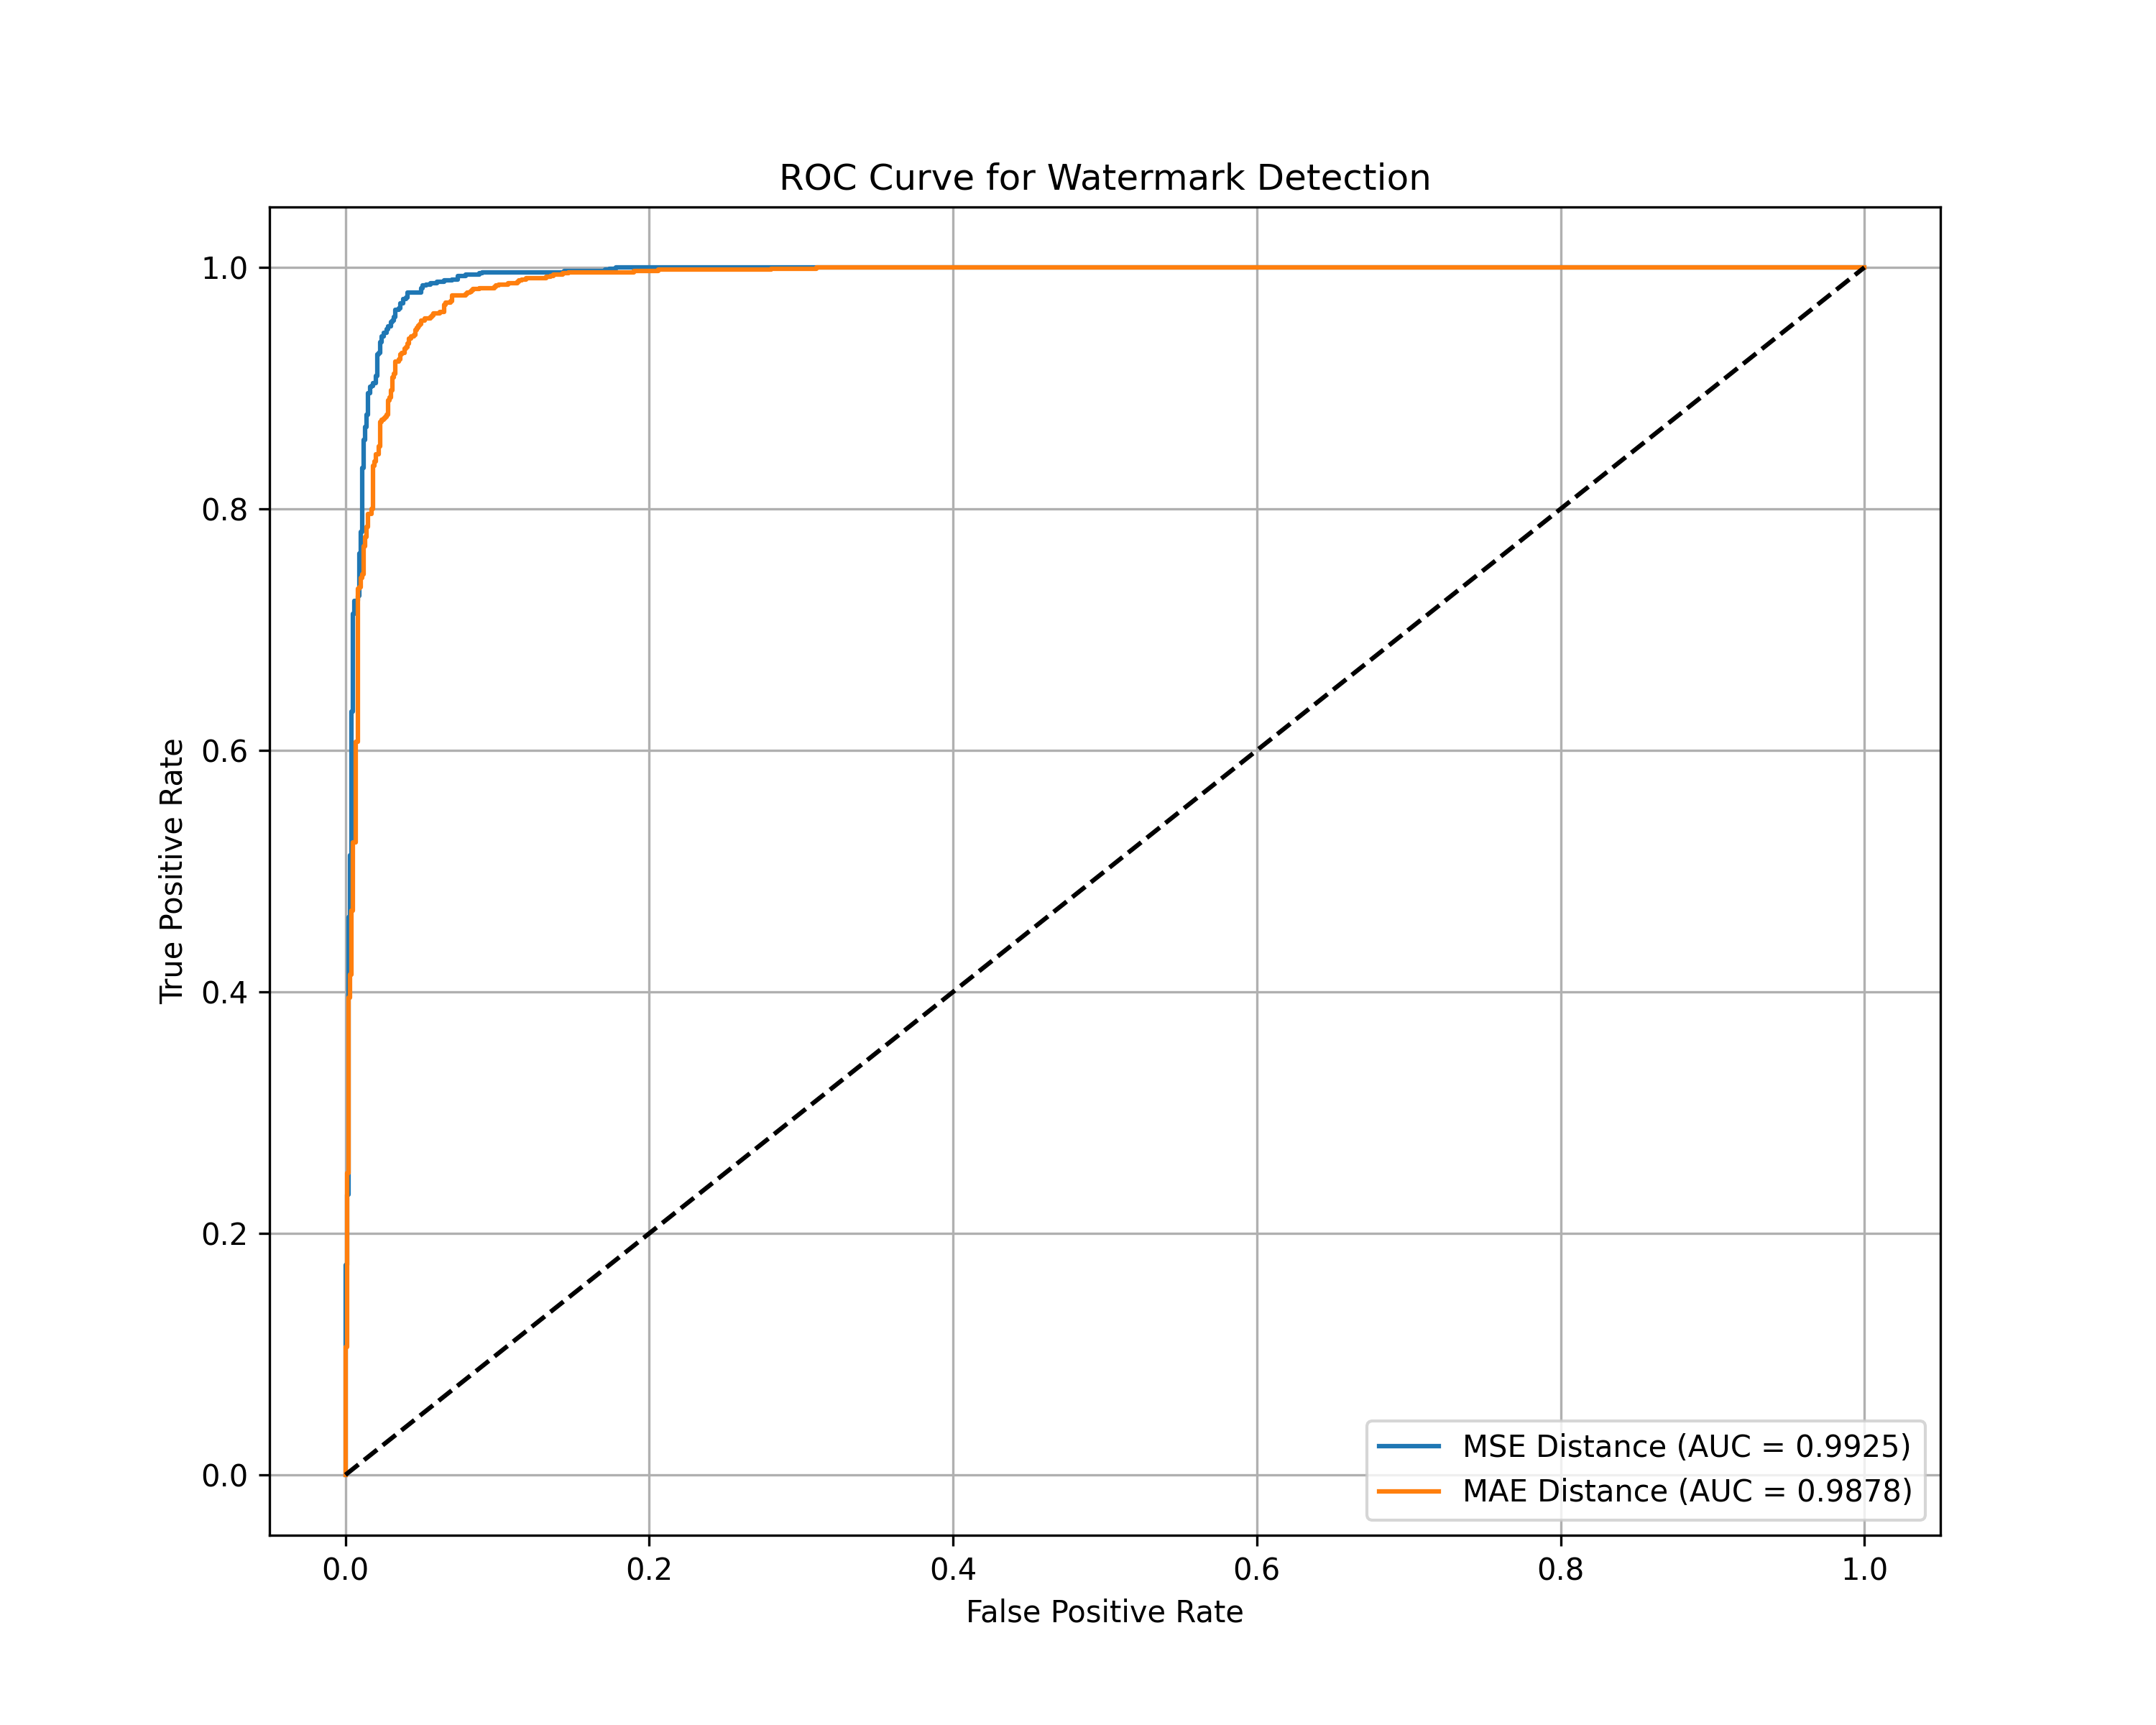 ROC Curve for Watermark Detection
True Positive Rate
1.0
0.8
0.6
0.4
0.2
0.0
0.0 0.2 0.4 0.6 0.8 1.0
False Positive Rate
MSE Distance (AUC = 0.9925)
MAE Distance (AUC = 0.9878)